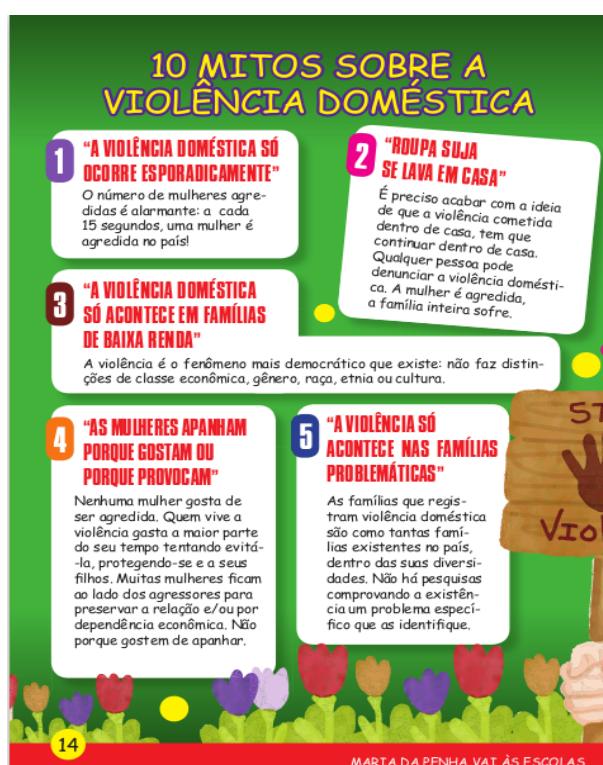 10 MITOS SOBRE A
VIOLÊNCIA DOMÉSTICA
1
"A VIOLÊNCIA DOMÉSTICA SÓ
OCORRE ESPORADICAMENTE"
O número de mulheres agre-
didas é alarmante: a cada
15 segundos, uma mulher é
agredida no país!
2
"ROUPA SUJA
SE LAVA EM CASA"
É preciso acabar com a ideia
de que a violência cometida
dentro de casa, tem que
continuar dentro de casa.
Qualquer pessoa pode
denunciar a violência domésti-
ca. A mulher é agredida,
a família inteira sofre.
3
"A VIOLÊNCIA DOMÉSTICA
SÓ ACONTECE EM FAMÍLIAS
DE BAIXA RENDA"
A violência é o fenômeno mais democrático que existe: não faz distin-
ções de classe econômica, gênero, raça, etnia ou cultura.
4
"AS MULHERES APANHAM
PORQUE GOSTAM OU
PORQUE PROVOCAM"
Nenhuma mulher gosta de
ser agredida. Quem vive a
violência gasta a maior parte
do seu tempo tentando evitá-
-la, protegendo-se e a seus
filhos. Muitas mulheres ficam
ao lado dos agressores para
preservar a relação e/ou por
dependência econômica. Não
porque gostem de apanhar.
5
"A VIOLÊNCIA SÓ
ACONTECE NAS FAMÍLIAS
PROBLEMÁTICAS"
As famílias que regis-
tram violência doméstica
são como tantas famí-
lias existentes no país,
dentro das suas diversi-
dades. Não há pesquisas
comprovando a existên-
cia um problema especí-
fico que as identifique.
ST
VIO
14
MARIA DA PENHA VAI ÀS ESCOLAS